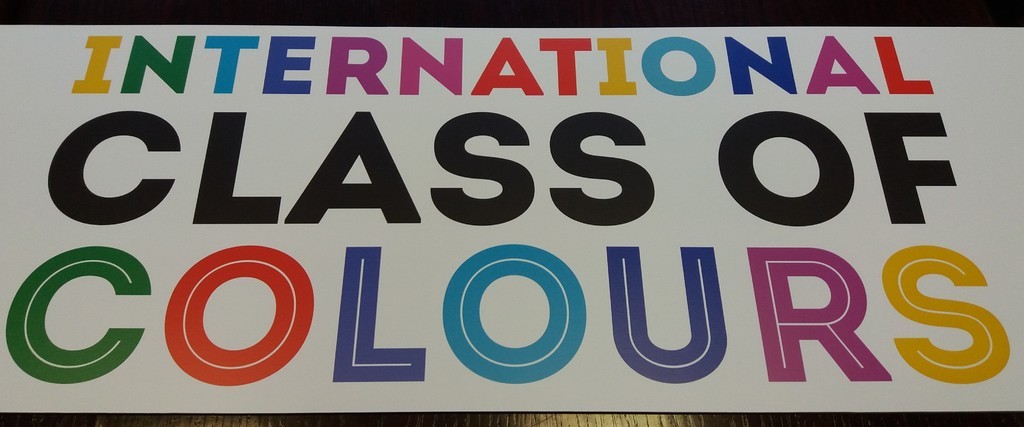 INTERNATIONAL
CLASS OF
COLOURS